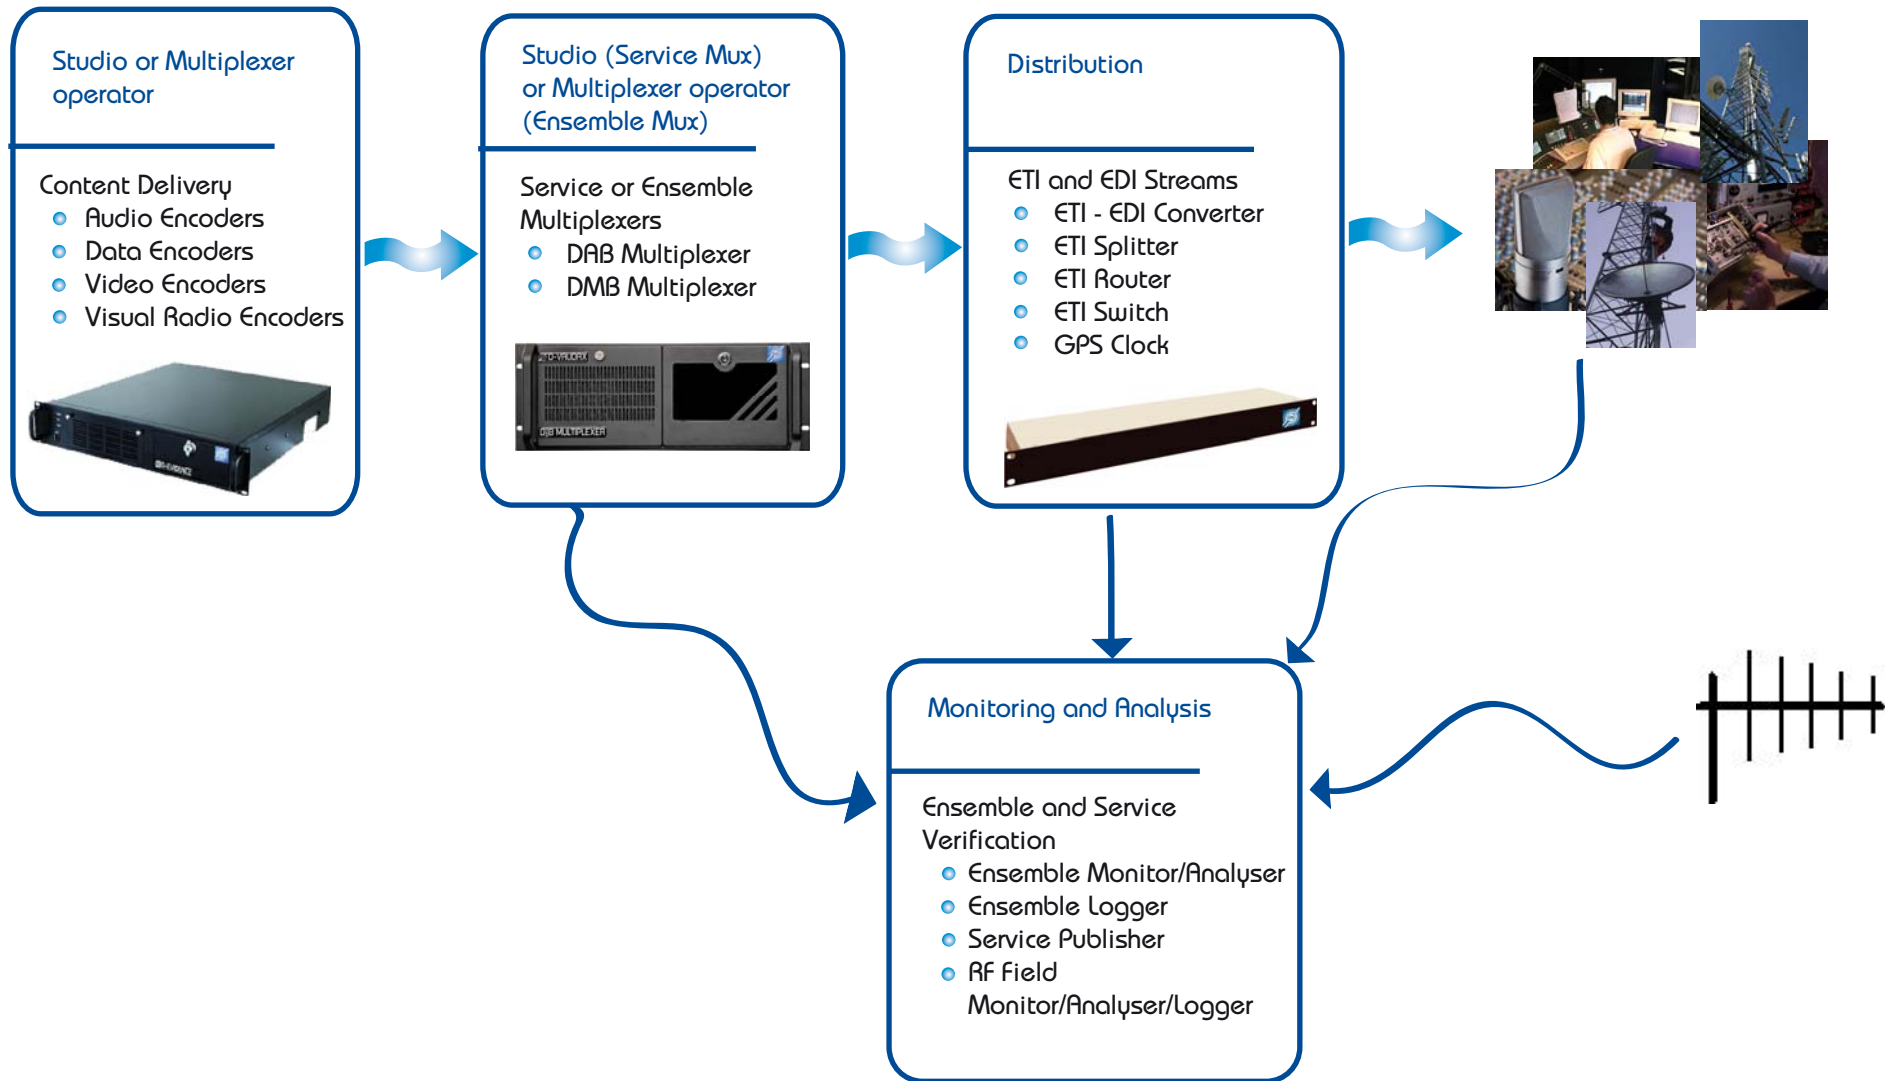 Studio or Multiplexer
operator
Content Delivery
Audio Encoders
Data Encoders
Video Encoders
Visual Radio Encoders
Studio (Service Mux)
or Multiplexer operator
(Ensemble Mux)
Service or Ensemble
Multiplexers
DAB Multiplexer
DMB Multiplexer
DAB MULTIPLEXER
Distribution
ETI and EDI Streams
ETI - EDI Converter
ETI Splitter
ETI Router
ETI Switch
GPS Clock
Monitoring and Analysis
Ensemble and Service
Verification
Ensemble Monitor/Analyser
Ensemble Logger
Service Publisher
RF Field
Monitor/Analyser/Logger